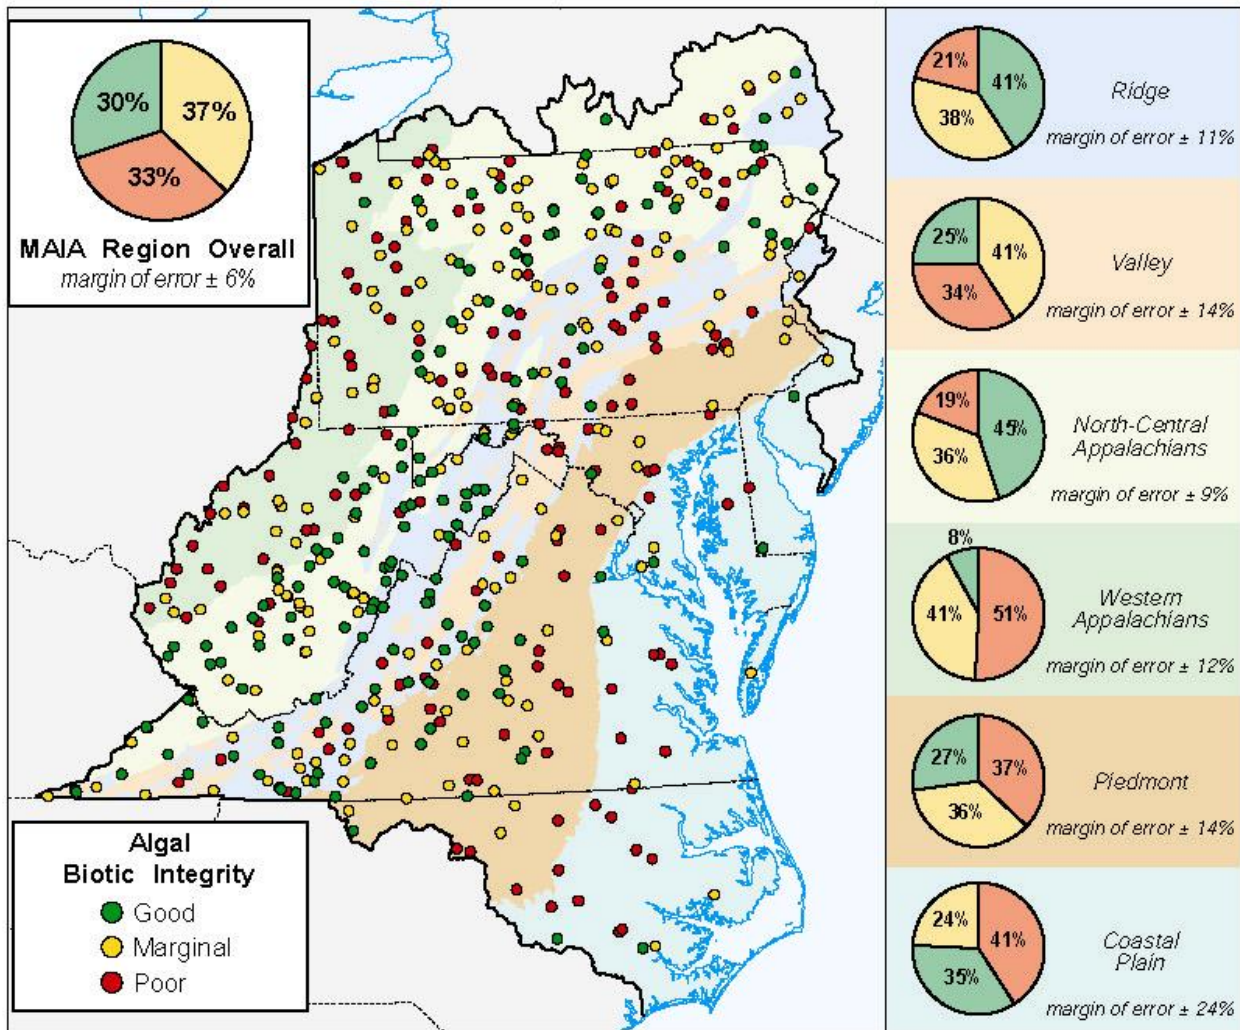 30%
37%
33%
MAIA Region Overall
margin of error ± 6%
Algal
Biotic Integrity
Good
Marginal
Poor
21%
41%
38%
Ridge
margin of error ± 11%
25%
41%
34%
Valley
margin of error ± 14%
19%
45%
36%
North-Central
Appalachians
margin of error ± 9%
8%
41%
51%
Western
Appalachians
margin of error ± 12%
27%
37%
36%
Piedmont
margin of error ± 14%
24%
41%
35%
Coastal
Plain
margin of error ± 24%